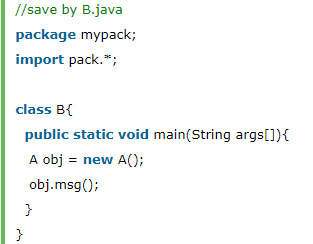 //save by B.java
package mypack;
import pack.*;
class B{
public static void main(String args[]){
A obj = new A();
obj.msg();
}
}